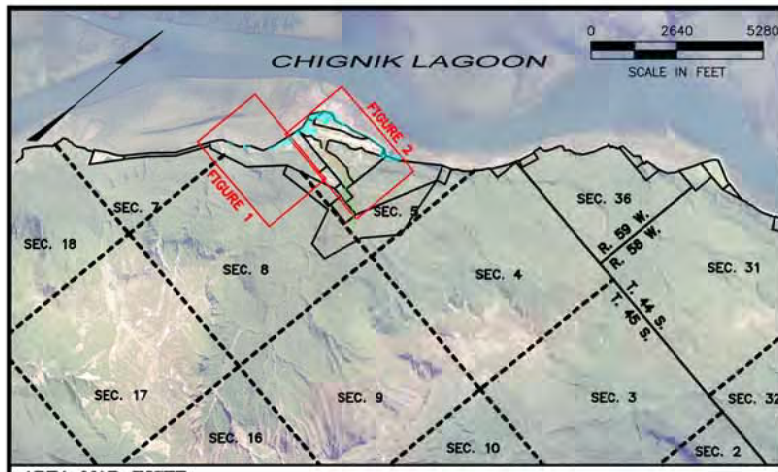 0 2640 5280
SCALE IN FEET
CHIGNIK LAGOON
FIGURE 2
FIGURE 1
SEC. 36
SEC. 7
SEC. 5
R. 59 W.
R. 58 W.
SEC. 18
SEC. 8
SEC. 4
SEC. 31
T. 44 S.
T. 45 S.
SEC. 17
SEC. 9
SEC. 3
SEC. 32
SEC. 16
SEC. 10
SEC. 2